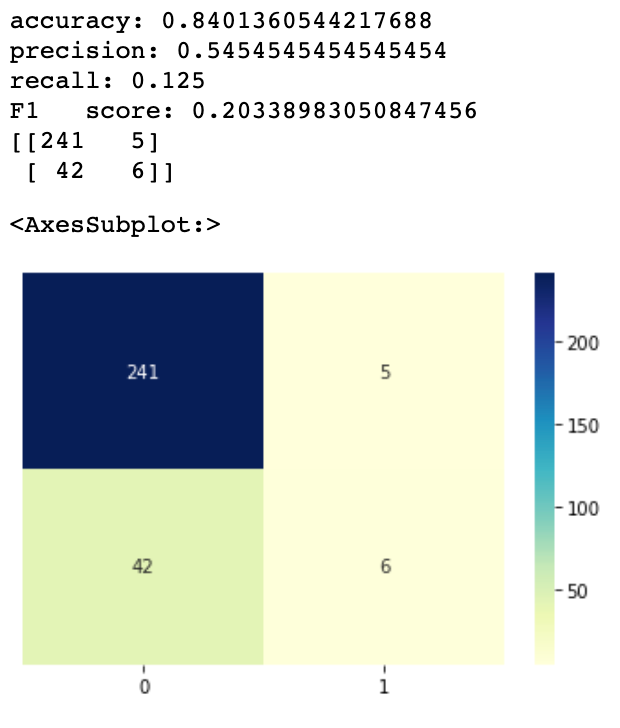 accuracy: 0.8401360544217688
precision: 0.5454545454545454
recall: 0.125
F1   score: 0.20338983050847456
[[241   5]
 [ 42   6]]
<AxesSubplot:>
241 5
42 6
0 1
200
150
100
50